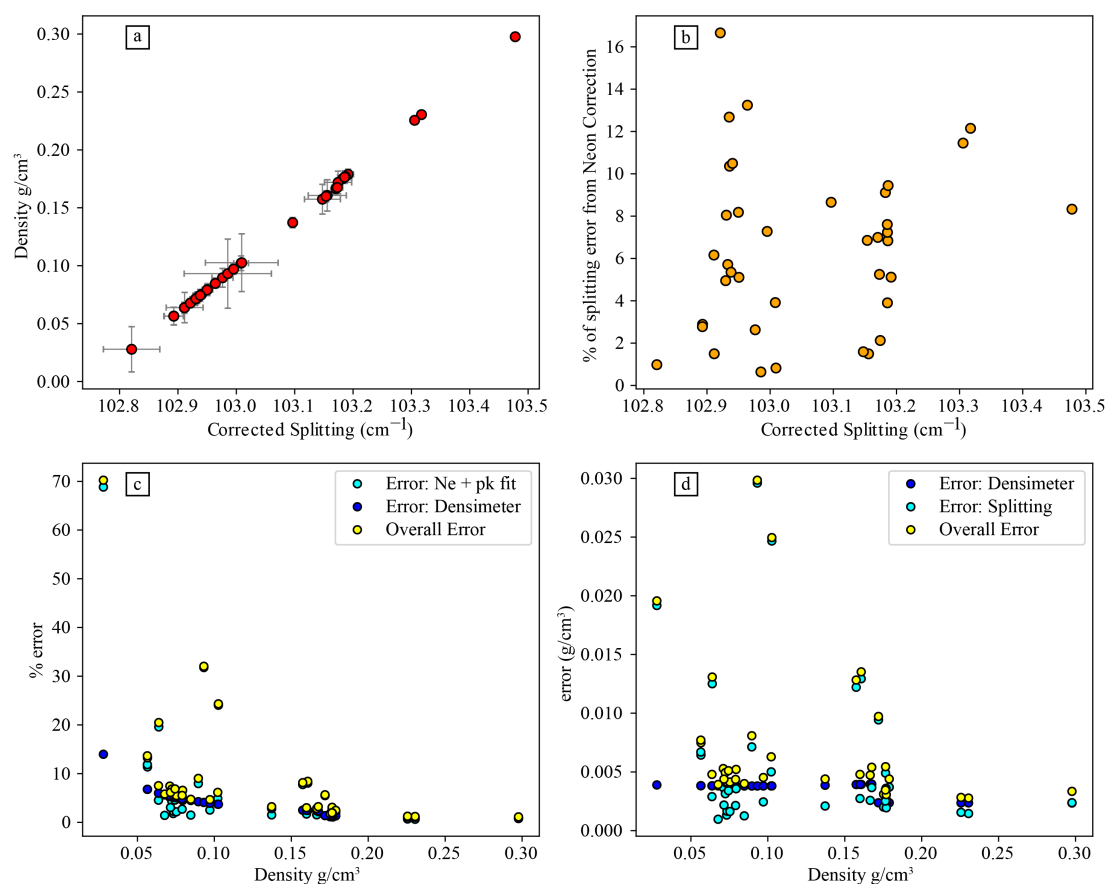 a
0.30
0.25
0.20
0.15
0.10
0.05
0.00
Density g/cm³
102.8 102.9 103.0 103.1 103.2 103.3 103.4 103.5
Corrected Splitting (cm⁻¹)
b
16
14
12
10
8
6
4
2
0
% of splitting error from Neon Correction
102.8 102.9 103.0 103.1 103.2 103.3 103.4 103.5
Corrected Splitting (cm⁻¹)
c
Error: Ne + pk fit
Error: Densimeter
Overall Error
70
60
50
40
30
20
10
0
% error
0.05 0.10 0.15 0.20 0.25 0.30
Density g/cm³
d
Error: Densimeter
Error: Splitting
Overall Error
0.030
0.025
0.020
0.015
0.010
0.005
0.000
error (g/cm³)
0.05 0.10 0.15 0.20 0.25 0.30
Density g/cm³